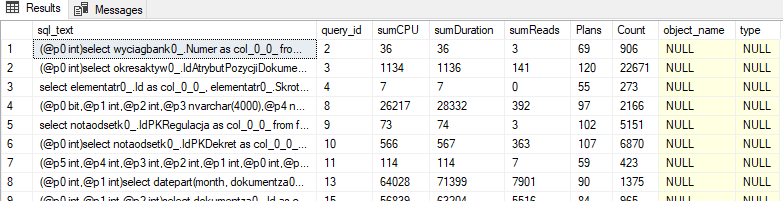 Results Messages
sql_text query_id sumCPU sumDuration sumReads Plans Count object_name type
1 (@p0 int)select wyciagbank0_.Numer as col_0_0_ fro... 2 36 36 3 69 906 NULL NULL
2 (@p0 int)select okresaktyw0_.IdAtrybutPozycjiDokume... 3 1134 1136 141 120 22671 NULL NULL
3 select elementatr0_.Id as col_0_0_, elementatr0_.Skrot... 4 7 7 0 55 273 NULL NULL
4 (@p0 bit,@p1 int,@p2 int,@p3 nvarchar(4000),@p4 n... 8 26217 28332 392 97 2166 NULL NULL
5 select notaodsetk0_.IdPKRegulacja as col_0_0_ from f... 9 73 74 3 102 5151 NULL NULL
6 (@p0 int)select notaodsetk0_.IdPKDekret as col_0_0_... 10 566 567 363 107 6870 NULL NULL
7 (@p5 int,@p4 int,@p3 int,@p2 int,@p1 int,@p0 int,@p... 11 114 114 7 59 423 NULL NULL
8 (@p0 int,@p1 int)select datepart(month, dokumentza0... 13 64028 71399 7901 90 1375 NULL NULL